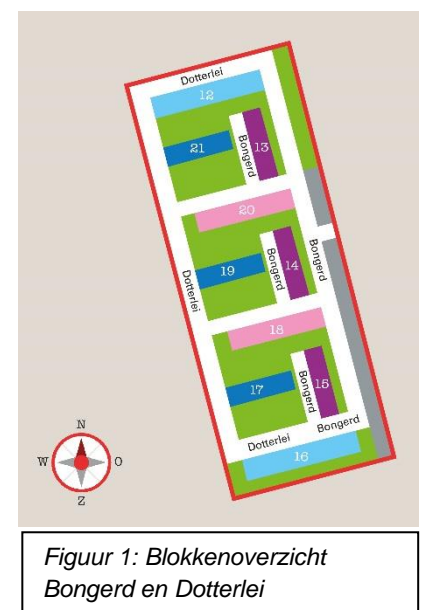 Dotterlei
12
21
Bongerd
13
20
Dotterlei
19
Bongerd
14
Bongerd
18
17
Bongerd
15
Dotterlei
Bongerd
16
N
W
O
Z
Figuur 1: Blokkenoverzicht
Bongerd en Dotterlei